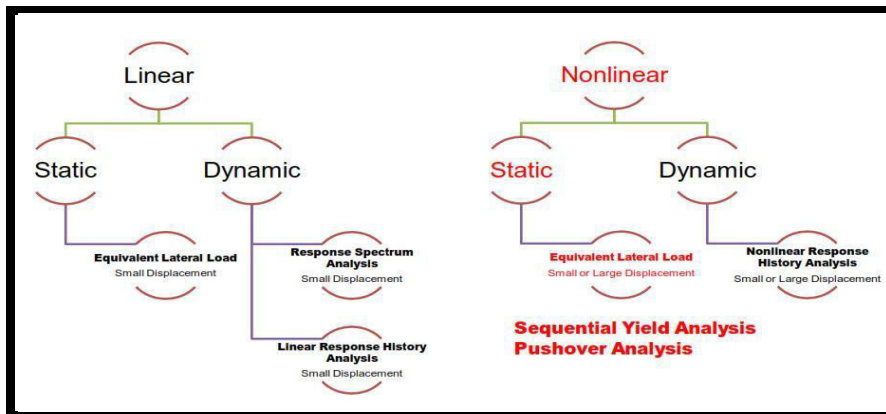 Linear
Static
Dynamic
Equivalent Lateral Load
Small Displacement
Response Spectrum
Analysis
Small Displacement
Linear Response History
Analysis
Small Displacement
Nonlinear
Static
Dynamic
Equivalent Lateral Load
Small or Large Displacement
Nonlinear Response
History Analysis
Small or Large Displacement
Sequential Yield Analysis
Pushover Analysis